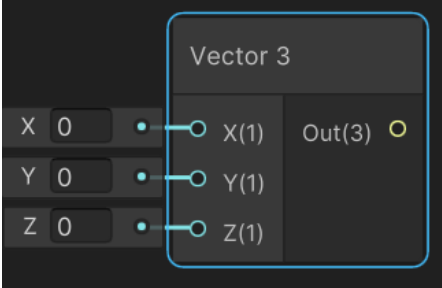 Vector 3
X 0 X(1) Out(3)
Y 0 Y(1)
Z 0 Z(1)